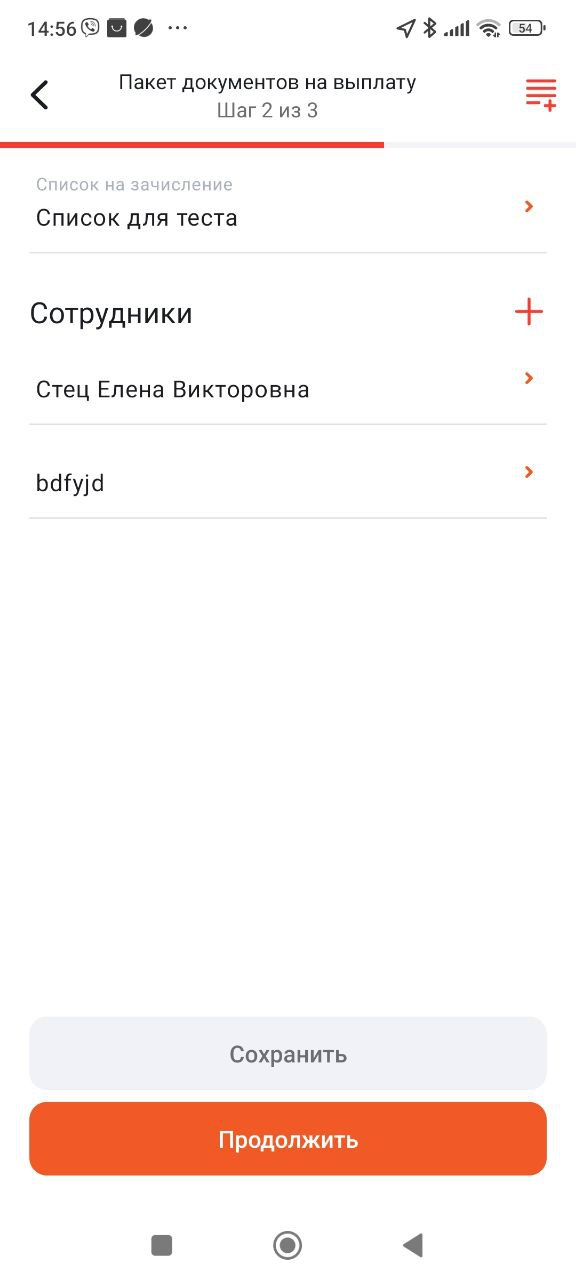 14:56
54
Пакет документов на выплату
Шаг 2 из 3
Список на зачисление
Список для теста
Сотрудники
Стец Елена Викторовна
bdfyjd
Сохранить
Продолжить